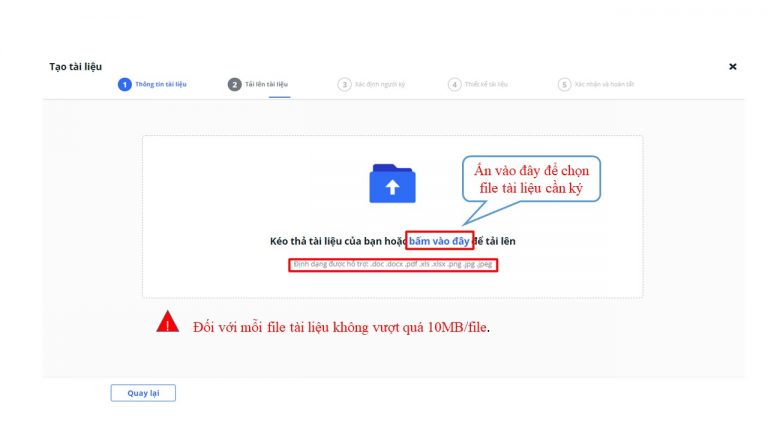 Tạo tài liệu
×
1 Thông tin tài liệu 2 Tải lên tài liệu 3 Xác định người ký 4 Thiết kế tài liệu 5 Xác nhận và hoàn tất
Ấn vào đây để chọn
file tài liệu cần ký
Kéo thả tài liệu của bạn hoặc bấm vào đây để tải lên
Định dạng được hỗ trợ: .doc .docx .pdf .xls .xlsx .png .jpg .jpeg
! Đối với mỗi file tài liệu không vượt quá 10MB/file.
Quay lại